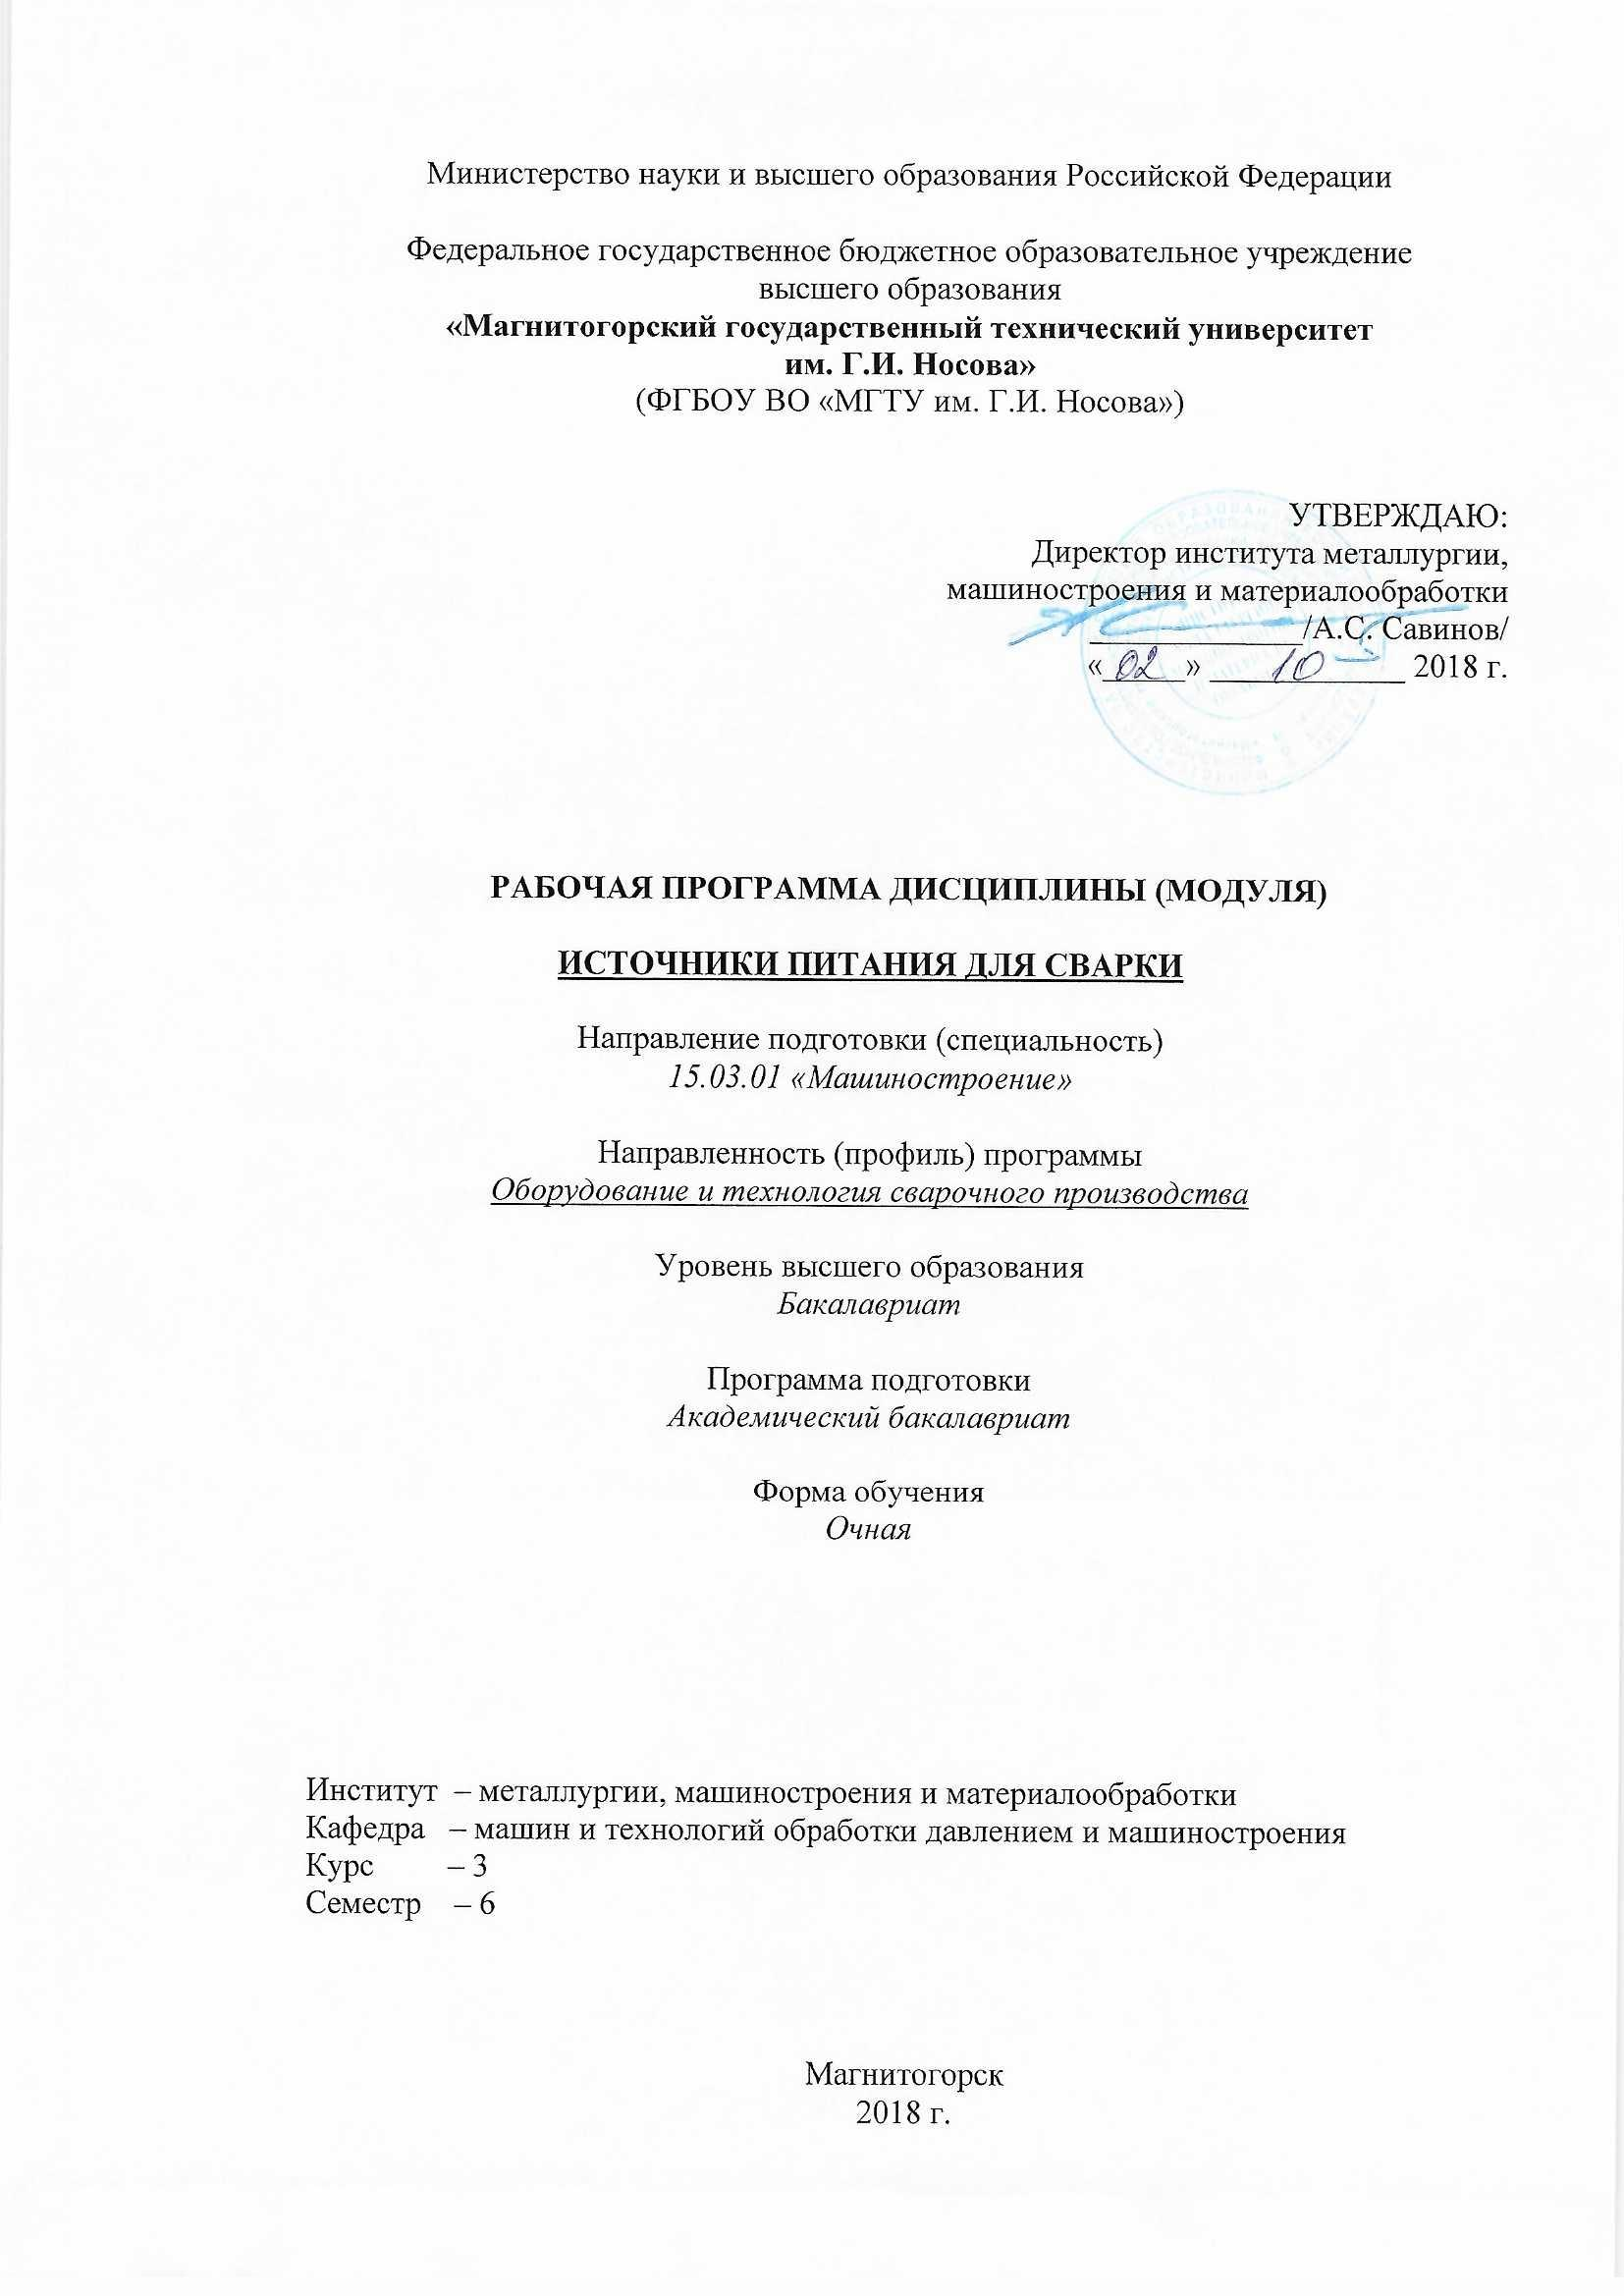 Министерство науки и высшего образования Российской Федерации
Федеральное государственное бюджетное образовательное учреждение
высшего образования
«Магнитогорский государственный технический университет
им. Г.И. Носова»
(ФГБОУ ВО «МГТУ им. Г.И. Носова»)
УТВЕРЖДАЮ:
Директор института металлургии,
машиностроения и материалообработки
/А.С. Савинов/
«02» 10 2018 г.
РАБОЧАЯ ПРОГРАММА ДИСЦИПЛИНЫ (МОДУЛЯ)
ИСТОЧНИКИ ПИТАНИЯ ДЛЯ СВАРКИ
Направление подготовки (специальность)
15.03.01 «Машиностроение»
Направленность (профиль) программы
Оборудование и технология сварочного производства
Уровень высшего образования
Бакалавриат
Программа подготовки
Академический бакалавриат
Форма обучения
Очная
Институт – металлургии, машиностроения и материалообработки
Кафедра – машин и технологий обработки давлением и машиностроения
Курс – 3
Семестр – 6
Магнитогорск
2018 г.